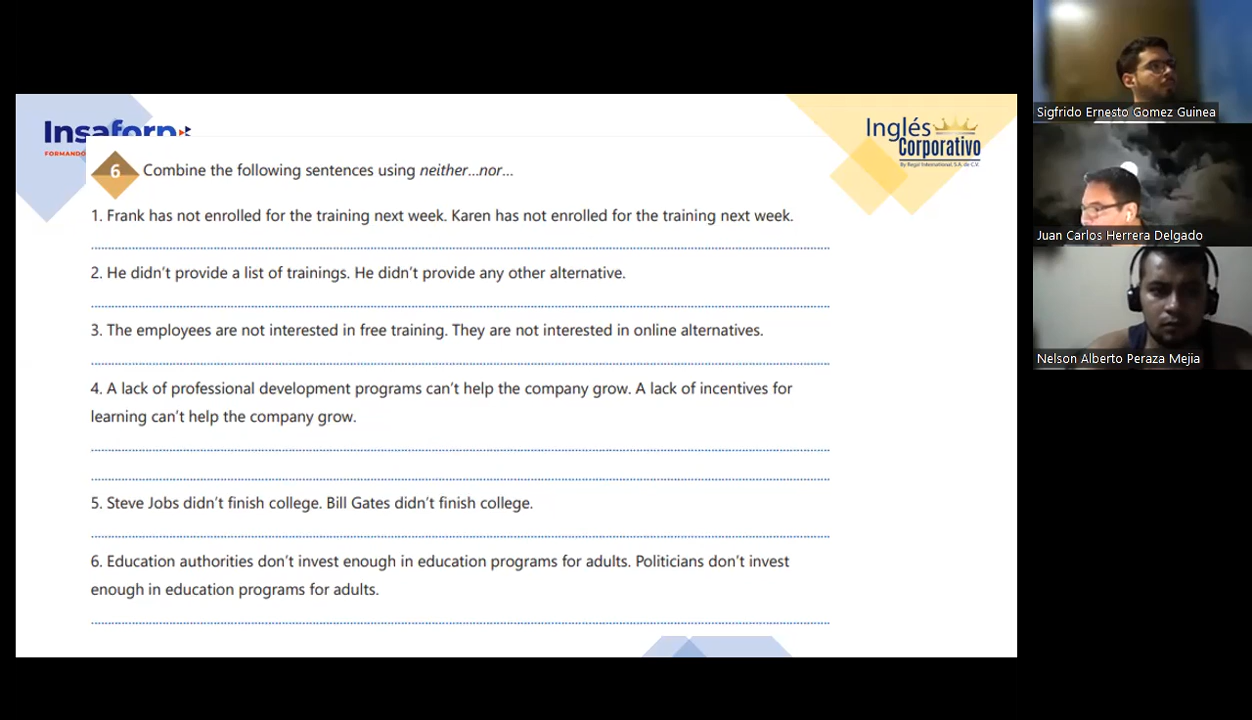 Insaforp
FORMANDO
Inglés
Corporativo
By Regal International, S.A. de C.V.
6 Combine the following sentences using neither...nor...
1. Frank has not enrolled for the training next week. Karen has not enrolled for the training next week.
2. He didn't provide a list of trainings. He didn't provide any other alternative.
3. The employees are not interested in free training. They are not interested in online alternatives.
4. A lack of professional development programs can't help the company grow. A lack of incentives for
learning can't help the company grow.
5. Steve Jobs didn't finish college. Bill Gates didn't finish college.
6. Education authorities don't invest enough in education programs for adults. Politicians don't invest
enough in education programs for adults.
Sigfrido Ernesto Gomez Guinea
Juan Carlos Herrera Delgado
Nelson Alberto Peraza Mejia